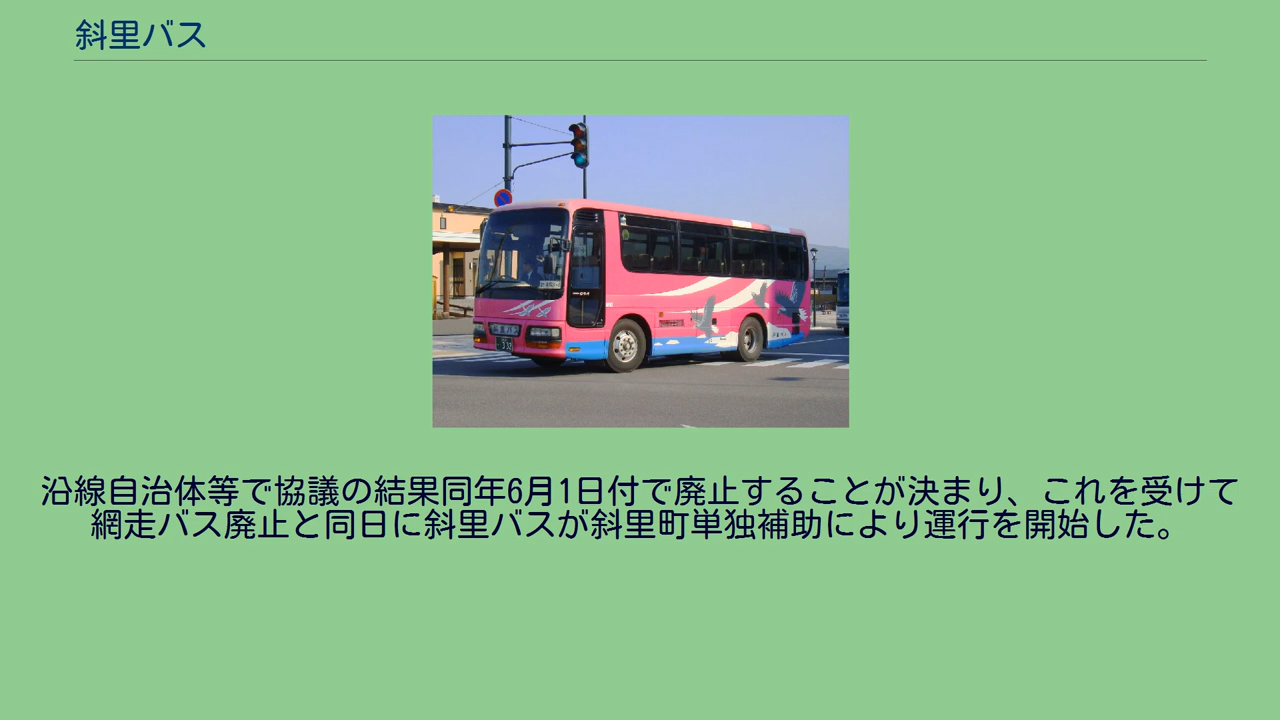 斜里バス
沿線自治体等で協議の結果同年6月1日付で廃止することが決まり、これを受けて
網走バス廃止と同日に斜里バスが斜里町単独補助により運行を開始した。